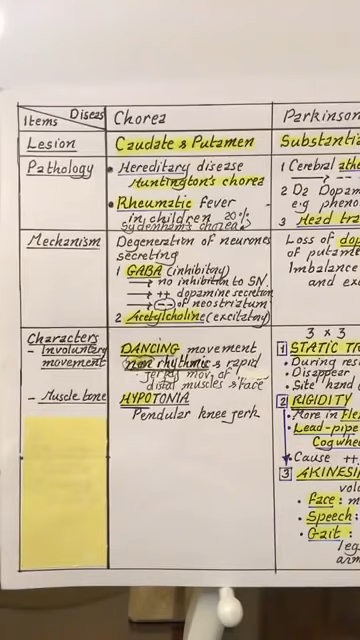 Diseas
Items
Chorea
Parkinson
Lesion
Caudate & Putamen
Substantia
Pathology
• Hereditary disease
Huntington's chorea
• Rheumatic Fever
in children 20%
Sydenham's chorea
1 Cerebral athe
2 D2 Dopam
e.g pheno
3 Head tra
Mechanism
Degeneration of neurones
secreting
1 GABA (inhibitory)
→ no inhibition to SN.
→ ++ dopamine secretion
→ (--) of neostriatum
2 Acetylcholine (excitatory)
Loss of dop
of putame
Imbalance
and exc
Characters
- Involuntary
movement
DANCING movement
non rhythmic & rapid
jerky mov. of
distal muscles & Face
- Muscle tone
HYPOTONIA
Pendular knee jerk
3 x 3
1 STATIC TR
• During res
• Disappear
• Site hand
2 RIGIDITY
• More in Fle
• Lead-pipe
Cogwhee
• Cause ++
3 AKINESI
volu
• Face: m
• Speech:
• Gait:
leg
arm